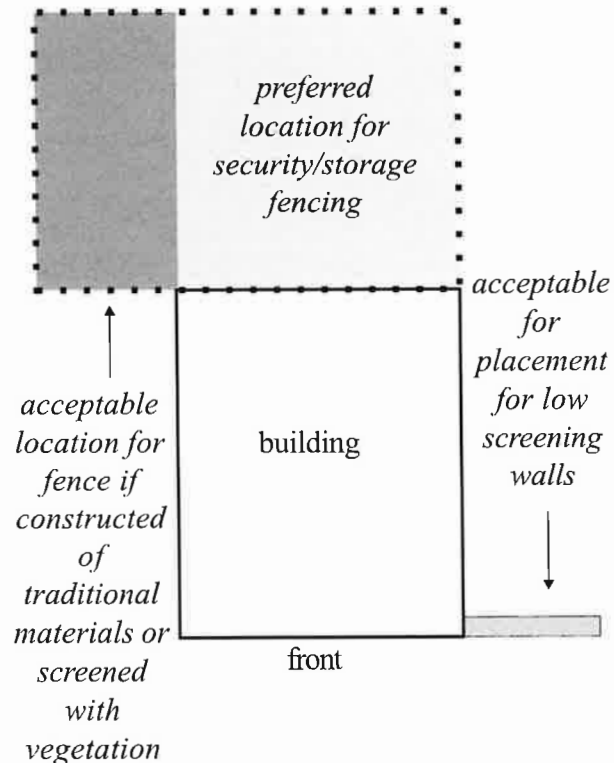 preferred
location for
security/storage
fencing
acceptable
for
placement
for low
screening
walls
acceptable
location for
fence if
constructed
of
traditional
materials or
screened
with
vegetation
building
front